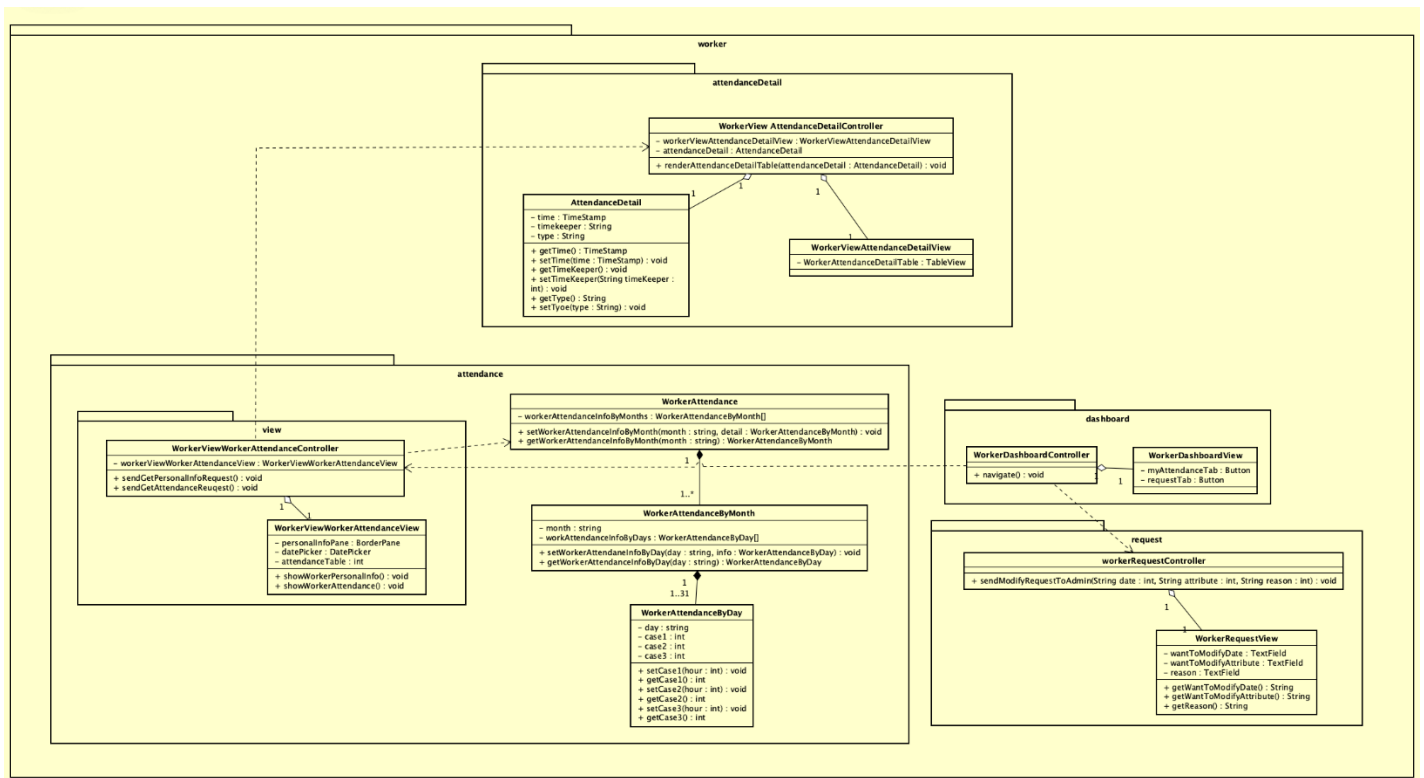 worker
attendanceDetail
WorkerView AttendanceDetailController
- workerViewAttendanceDetailView : WorkerViewAttendanceDetailView
- attendanceDetail : AttendanceDetail
+ renderAttendanceDetailTable(attendanceDetail : AttendanceDetail) : void
1
1
1
1
AttendanceDetail
- time : TimeStamp
- timekeeper : String
- type : String
+ getTime() : TimeStamp
+ setTime(time : TimeStamp) : void
+ getTimeKeeper() : void
+ setTimeKeeper(String timeKeeper :
int) : void
+ getType() : String
+ setTyoe(type : String) : void
WorkerViewAttendanceDetailView
- WorkerAttendanceDetailTable : TableView
attendance
view
WorkerViewWorkerAttendanceController
- workerViewWorkerAttendanceView : WorkerViewWorkerAttendanceView
+ sendGetPersonalInfoRequest() : void
+ sendGetAttendanceReuqest() : void
1
1
WorkerViewWorkerAttendanceView
- personalInfoPane : BorderPane
- datePicker : DatePicker
- attendanceTable : int
+ showWorkerPersonalInfo() : void
+ showWorkerAttendance() : void
WorkerAttendance
- workerAttendanceInfoByMonths : WorkerAttendanceByMonth[]
+ setWorkerAttendanceInfoByMonth(month : string, detail : WorkerAttendanceByMonth) : void
+ getWorkerAttendanceInfoByMonth(month : string) : WorkerAttendanceByMonth
1
1..*
WorkerAttendanceByMonth
- month : string
- workAttendanceInfoByDays : WorkerAttendanceByDay[]
+ setWorkerAttendaneInfoByDay(day : string, info : WorkerAttendanceByDay) : void
+ getWorkerAttendanceInfoByDay(day : string) : WorkerAttendanceByDay
1
1..31
WorkerAttendanceByDay
- day : string
- case1 : int
- case2 : int
- case3 : int
+ setCase1(hour : int) : void
+ getCase1() : int
+ setCase2(hour : int) : void
+ getCase2() : int
+ setCase3(hour : int) : void
+ getCase3() : int
dashboard
WorkerDashboardController
+ navigate() : void
1
1
WorkerDashboardView
- myAttendanceTab : Button
- requestTab : Button
request
workerRequestController
+ sendModifyRequestToAdmin(String date : int, String attribute : int, String reason : int) : void
1
1
WorkerRequestView
- wantToModifyDate : TextField
- wantToModifyAttribute : TextField
- reason : TextField
+ getWantToModifyDate() : String
+ getWantToModifyAttribute() : String
+ getReason() : String